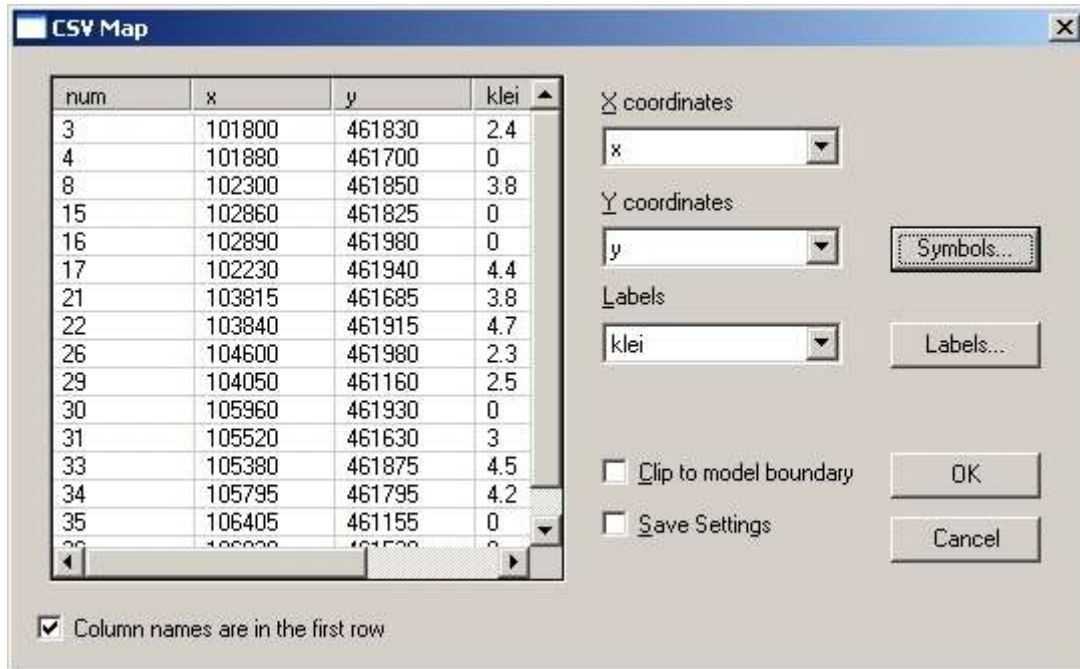 CSV Map
num x y klei
3 101800 461830 2.4
4 101880 461700 0
8 102300 461850 3.8
15 102860 461825 0
16 102890 461980 0
17 102230 461940 4.4
21 103815 461685 3.8
22 103840 461915 4.7
26 104600 461980 2.3
29 104050 461160 2.5
30 105960 461930 0
31 105520 461630 3
33 105380 461875 4.5
34 105795 461795 4.2
35 106405 461155 0
X coordinates
x
Y coordinates
y
Symbols...
Labels
klei
Labels...
Clip to model boundary
OK
Save Settings
Cancel
Column names are in the first row